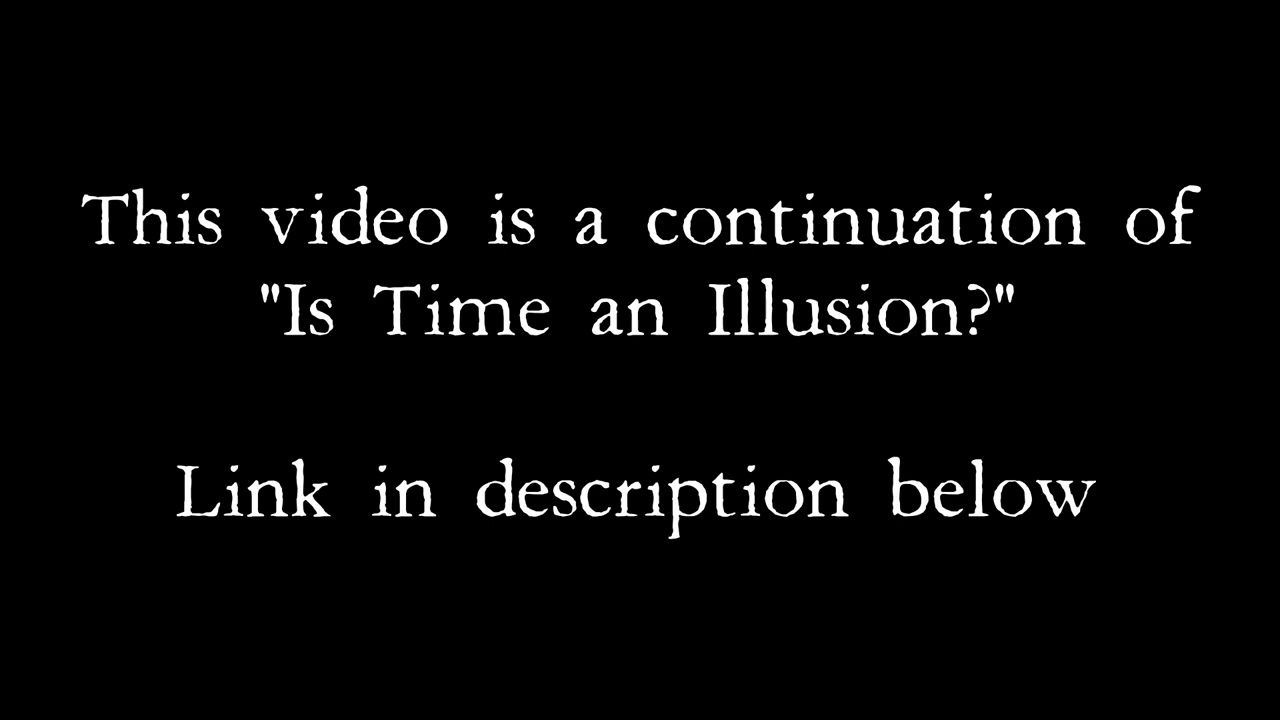 This video is a continuation of
"Is Time an Illusion?"
Link in description below